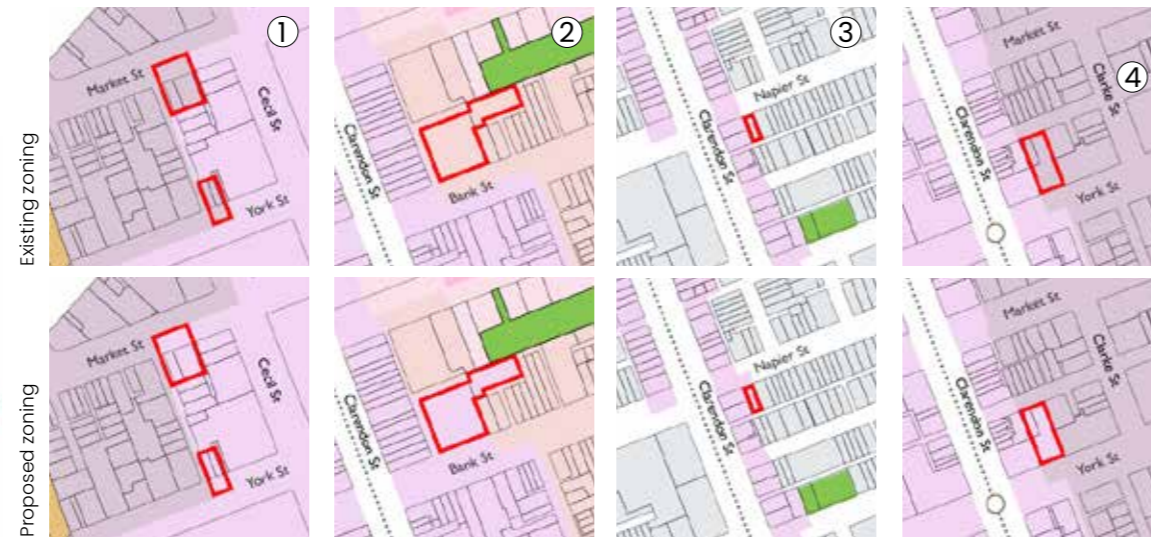 Existing zoning
Market St
Cecil St
York St
1
Clarendon St
Bank St
2
Clarendon St
Napier St
3
Market St
Clarke St
Clarendon St
York St
4
Proposed zoning
Market St
Cecil St
York St
Clarendon St
Bank St
Clarendon St
Napier St
Market St
Clarke St
Clarendon St
York St